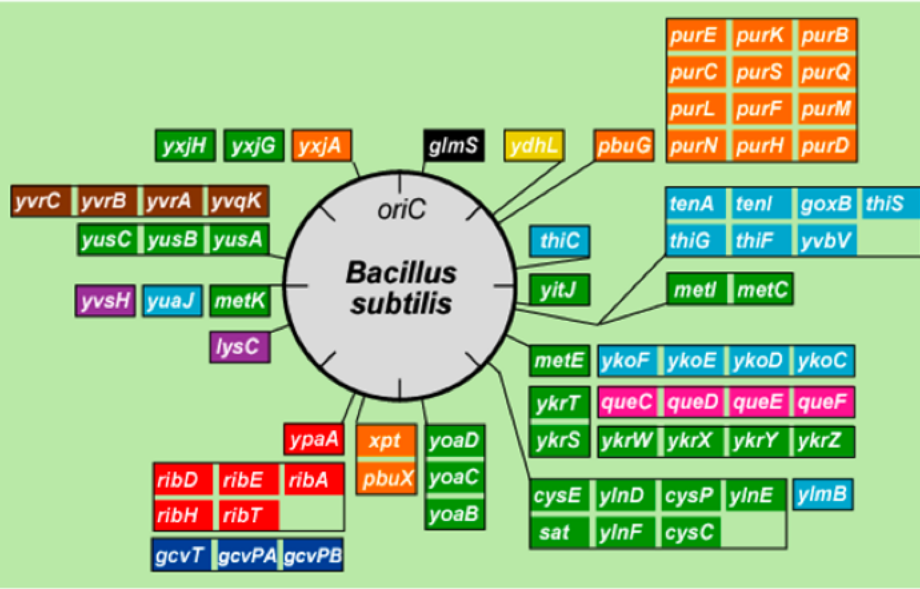 purE purK purB
purC purS purQ
purL purF purM
purN purH purD
yxjH yxjG yxjA glmS ydhL pbuG
yvrC yvrB yvrA yvqK
yusC yusB yusA
oriC
tenA tenI goxB thiS
thiG thiF yvbV
thiC
Bacillus
subtilis
yvsH yuaJ metK
yitJ
metI metC
lysC
metE ykoF ykoE ykoD ykoC
ykrT queC queD queE queF
ykrS ykrW ykrX ykrY ykrZ
ypaA xpt yoaD
pbuX yoaC
yoaB
ribD ribE ribA
ribH ribT
gcvT gcvPA gcvPB
cysE ylnD cysP ylnE ylmB
sat ylnF cysC